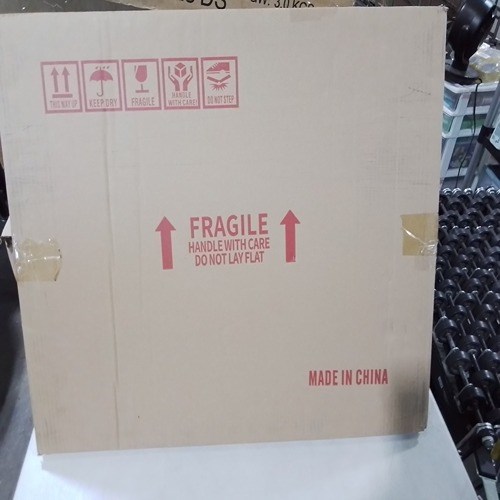 THIS WAY UP
KEEP DRY
FRAGILE
HANDLE
WITH CARE
DO NOT STEP
FRAGILE
HANDLE WITH CARE
DO NOT LAY FLAT
MADE IN CHINA